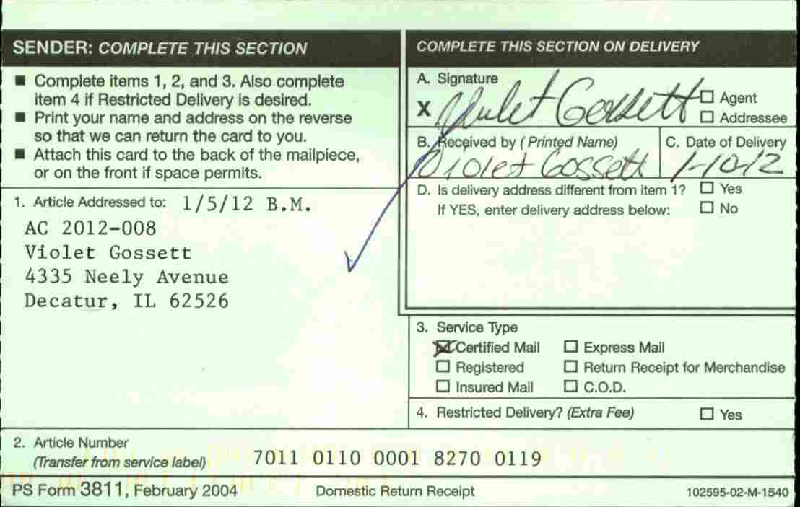 SENDER: COMPLETE THIS SECTION
■ Complete items 1, 2, and 3. Also complete
item 4 if Restricted Delivery is desired.
■ Print your name and address on the reverse
so that we can return the card to you.
■ Attach this card to the back of the mailpiece,
or on the front if space permits.
1. Article Addressed to: 1/5/12 B.M.
AC 2012-008
Violet Gossett
4335 Neely Avenue
Decatur, IL 62526
COMPLETE THIS SECTION ON DELIVERY
A. Signature
X Violet Gossett
☐ Agent
☐ Addressee
B. Received by (Printed Name)
Violet Gossett
C. Date of Delivery
1-10-12
D. Is delivery address different from item 1? ☐ Yes
If YES, enter delivery address below: ☐ No
3. Service Type
☒ Certified Mail ☐ Express Mail
☐ Registered ☐ Return Receipt for Merchandise
☐ Insured Mail ☐ C.O.D.
4. Restricted Delivery? (Extra Fee) ☐ Yes
2. Article Number
(Transfer from service label) 7011 0110 0001 8270 0119
PS Form 3811, February 2004 Domestic Return Receipt 102595-02-M-1540